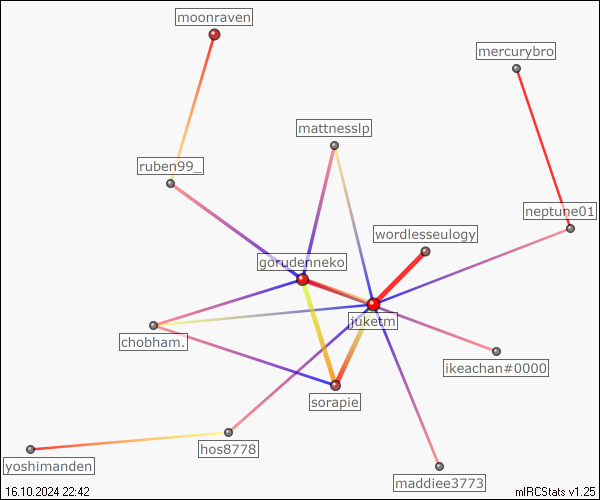 moonraven
mercurybro
mattnesslp
ruben99_
neptune01
wordlesseulogy
gorudenneko
juketm
chobham.
ikeachan#0000
sorapie
hos8778
yoshimanden
maddiee3773
16.10.2024 22:42
mIRCStats v1.25